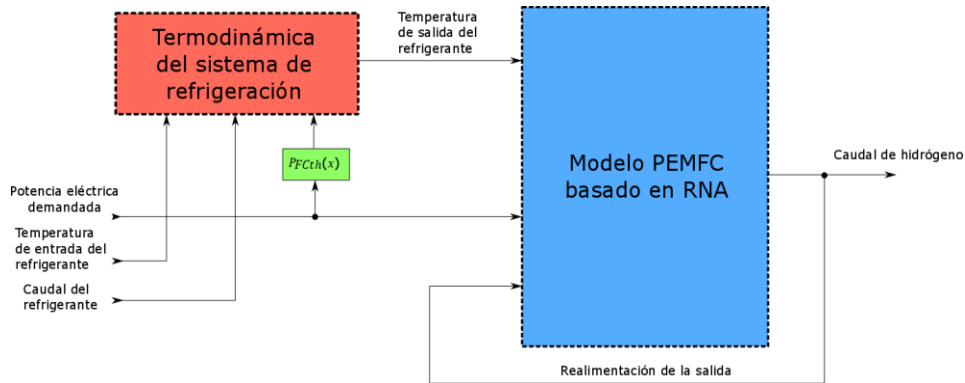 Termodinámica
del sistema de
refrigeración
Temperatura
de salida del
refrigerante
P_FCth(x)
Modelo PEMFC
basado en RNA
Caudal de hidrógeno
Potencia eléctrica
demandada
Temperatura
de entrada del
refrigerante
Caudal del
refrigerante
Realimentación de la salida